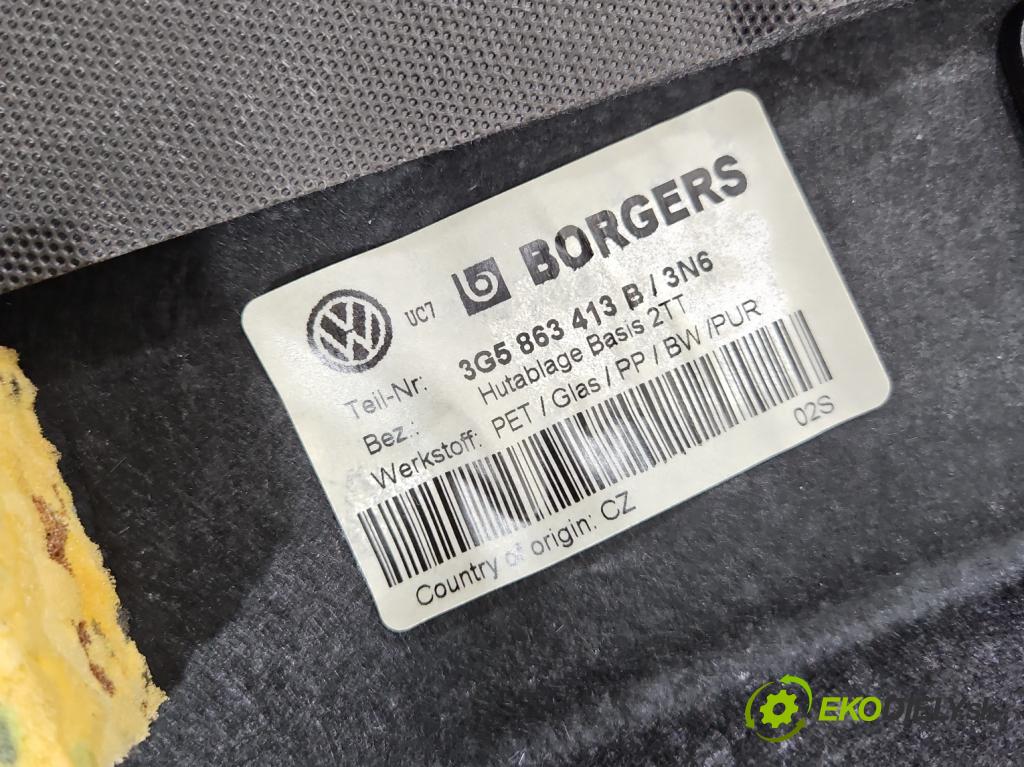 BORGERS
UC7
Teil-Nr: 3G5 863 413 B / 3N6
Bez.: Hutablage Basis 2TT
Werkstoff: PET / Glas / PP / BW /PUR
02S
Country of origin: CZ
EKODIELY.sk